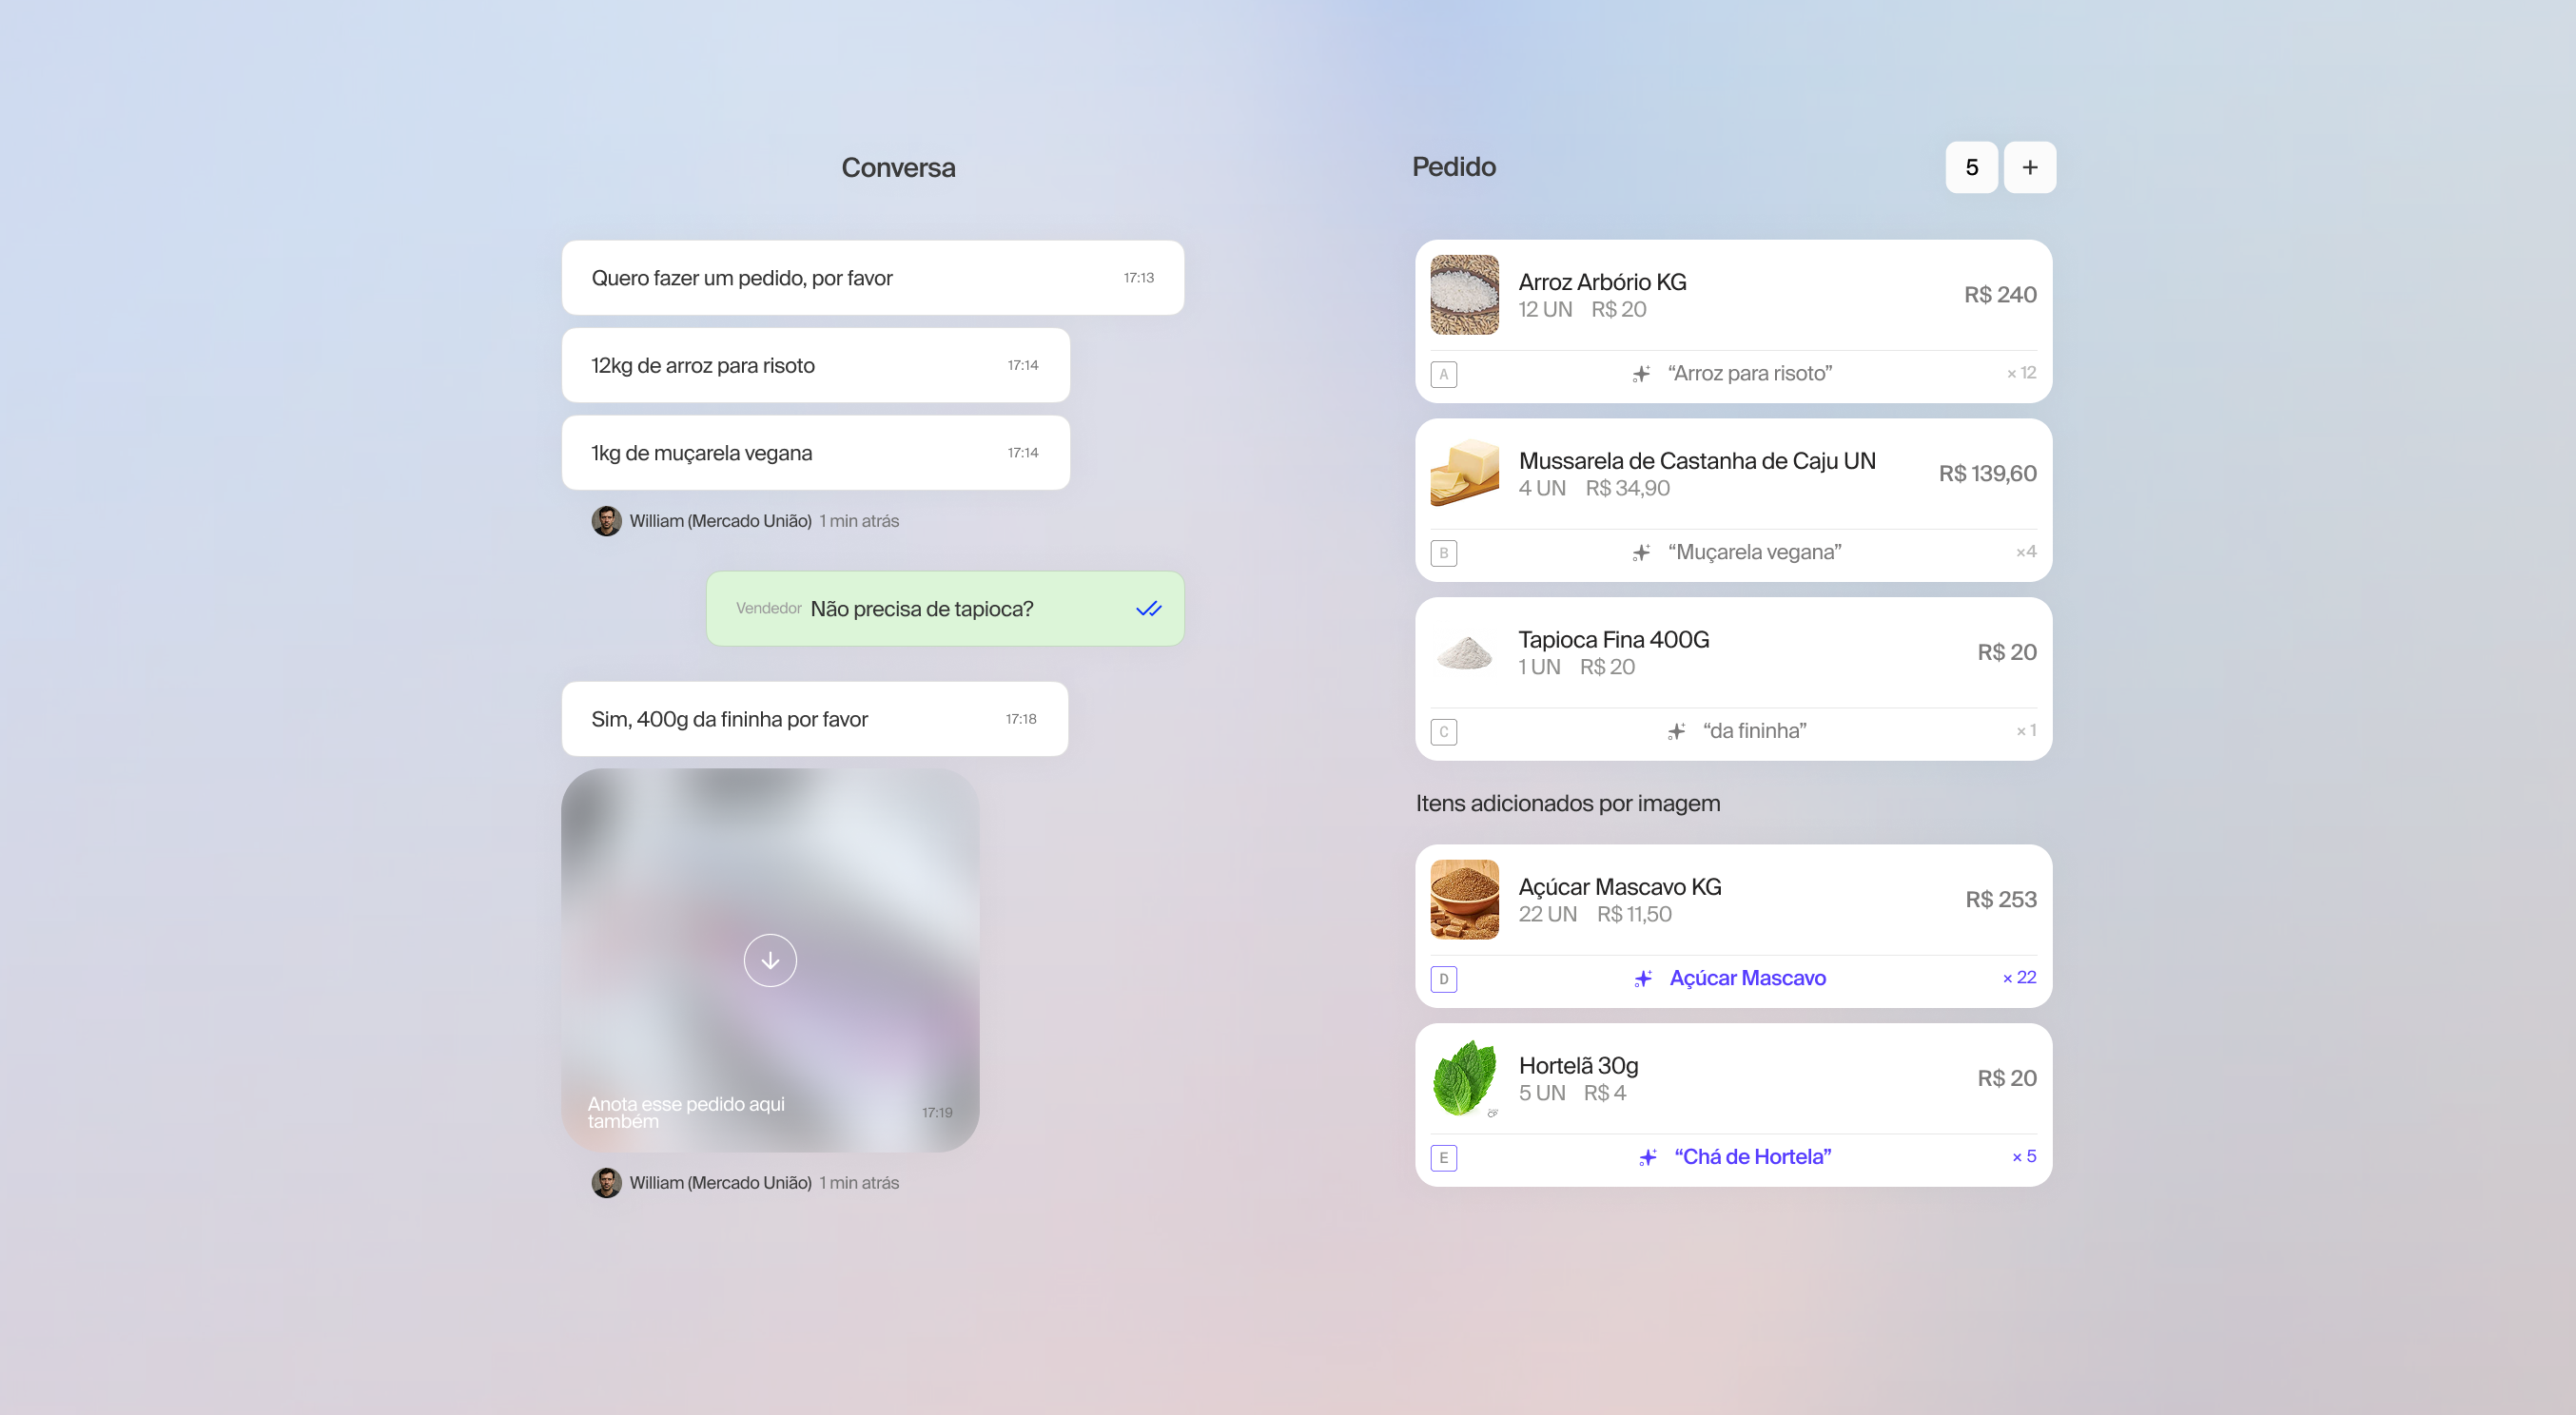 Conversa
Quero fazer um pedido, por favor 17:13
12kg de arroz para risoto 17:14
1kg de muçarela vegana 17:14
William (Mercado União) 1 min atrás
Vendedor Não precisa de tapioca?
Sim, 400g da fininha por favor 17:18
Anota esse pedido aqui
também 17:19
William (Mercado União) 1 min atrás
Pedido 5 +
Arroz Arbório KG
12 UN R$ 20 R$ 240
A “Arroz para risoto” × 12
Mussarela de Castanha de Caju UN
4 UN R$ 34,90 R$ 139,60
B “Muçarela vegana” ×4
Tapioca Fina 400G
1 UN R$ 20 R$ 20
C “da fininha” × 1
Itens adicionados por imagem
Açúcar Mascavo KG
22 UN R$ 11,50 R$ 253
D Açúcar Mascavo × 22
Hortelã 30g
5 UN R$ 4 R$ 20
E “Chá de Hortela” × 5